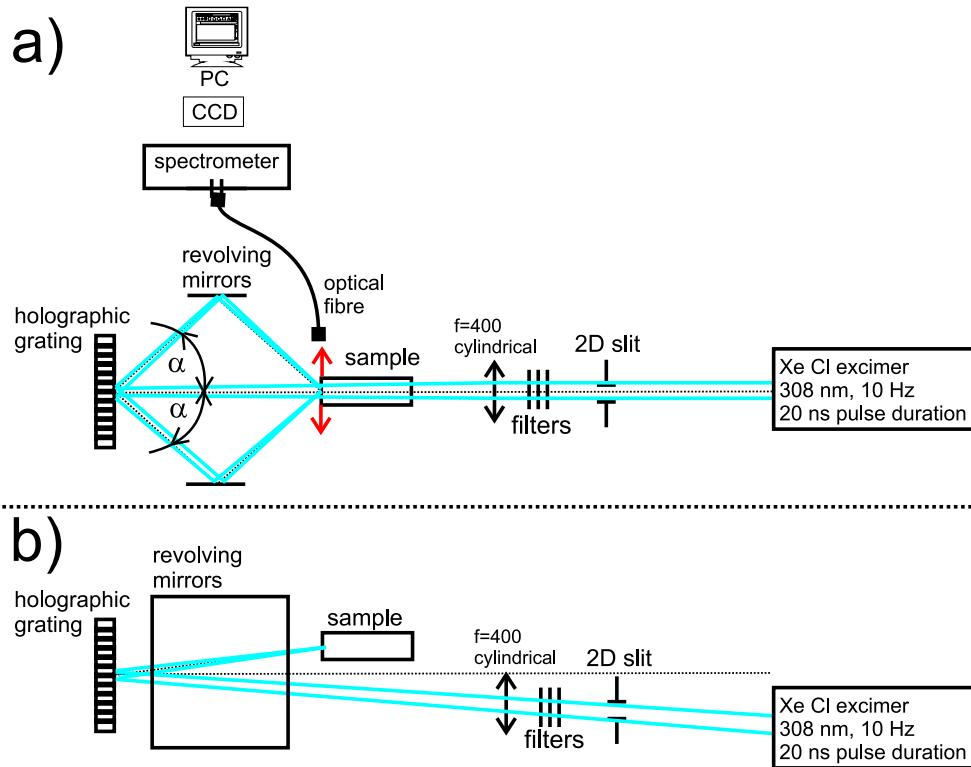 a)
PC
CCD
spectrometer
revolving
mirrors
optical
fibre
holographic
grating
α
α
sample
f=400
cylindrical
2D slit
filters
Xe Cl excimer
308 nm, 10 Hz
20 ns pulse duration
b)
revolving
mirrors
holographic
grating
sample
f=400
cylindrical
2D slit
filters
Xe Cl excimer
308 nm, 10 Hz
20 ns pulse duration